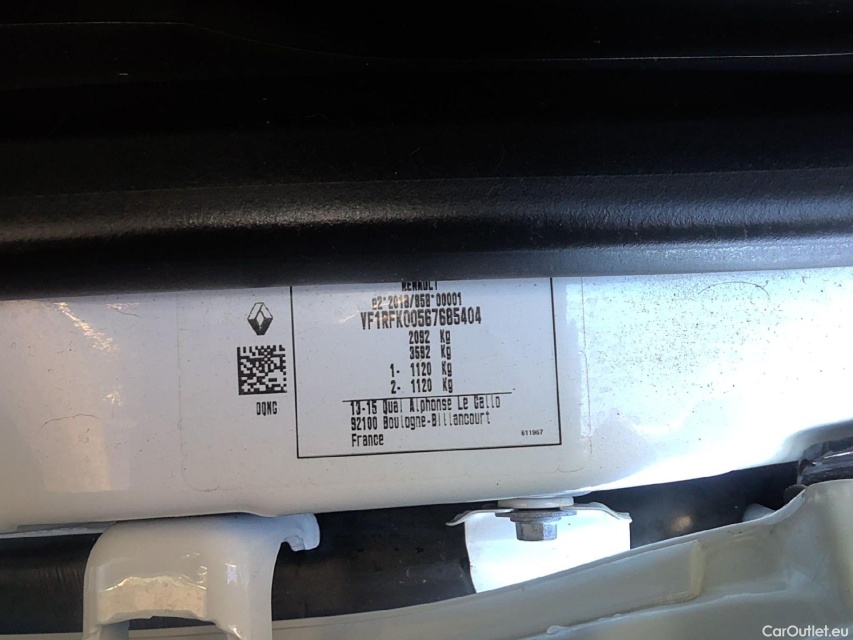 RENAULT
e2*2018/858*00001
VF1RFK00567685404
2092 Kg
3592 Kg
1- 1120 Kg
2- 1120 Kg
DQNG
13-15 Quai Alphonse Le Gallo
92100 Boulogne-Billancourt
France
611967
CarOutlet.eu